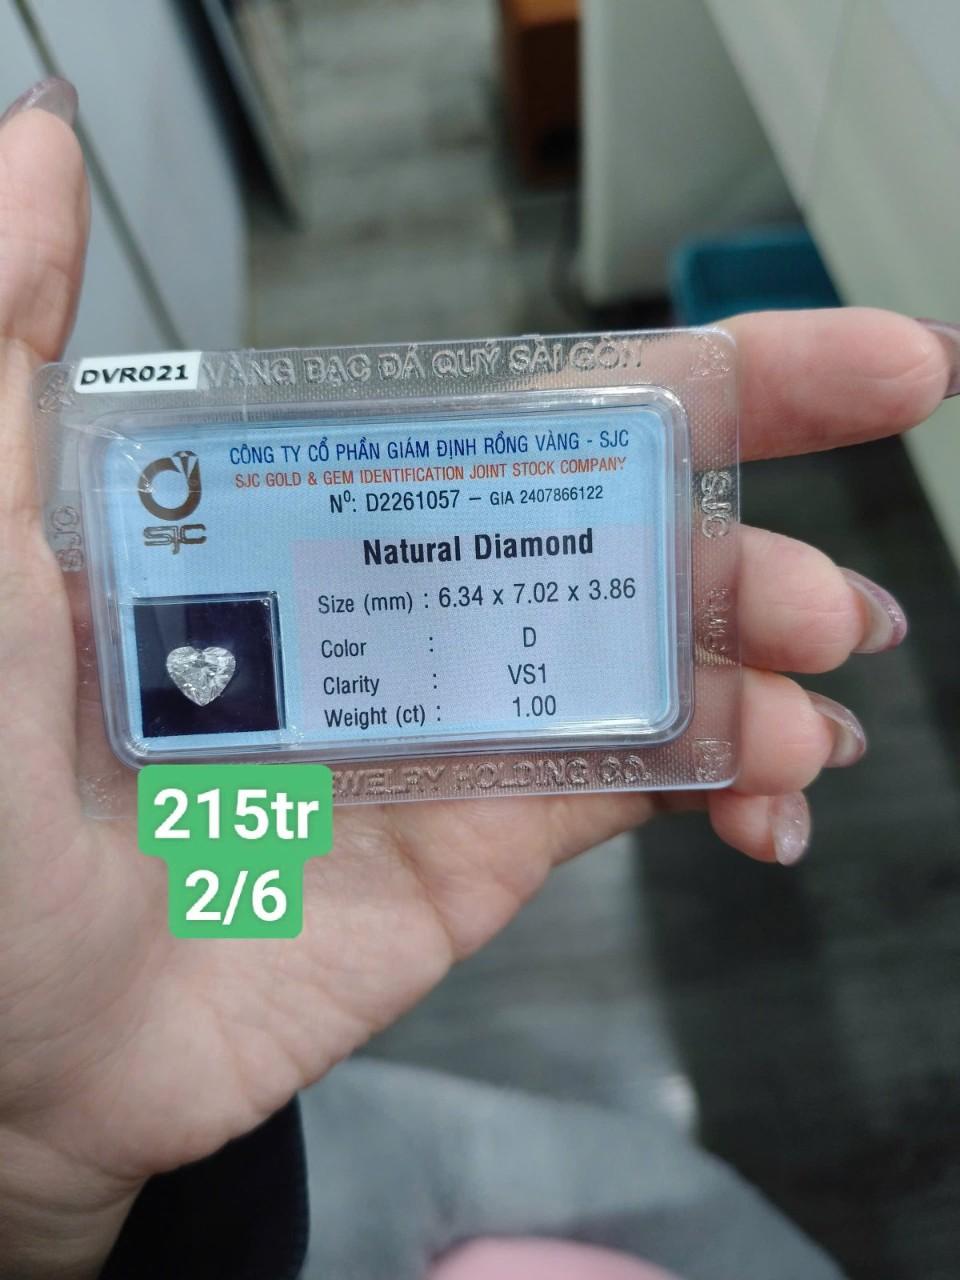 DVR021
VÀNG BẠC ĐÁ QUÝ SÀI GÒN
CÔNG TY CỔ PHẦN GIÁM ĐỊNH RỒNG VÀNG - SJC
SJC GOLD & GEM IDENTIFICATION JOINT STOCK COMPANY
Nº: D2261057 – GIA 2407866122
SJC
SJC
SJC
Natural Diamond
Size (mm) : 6.34 x 7.02 x 3.86
Color : D
Clarity : VS1
Weight (ct) : 1.00
HOLDING CO.
215tr
2/6